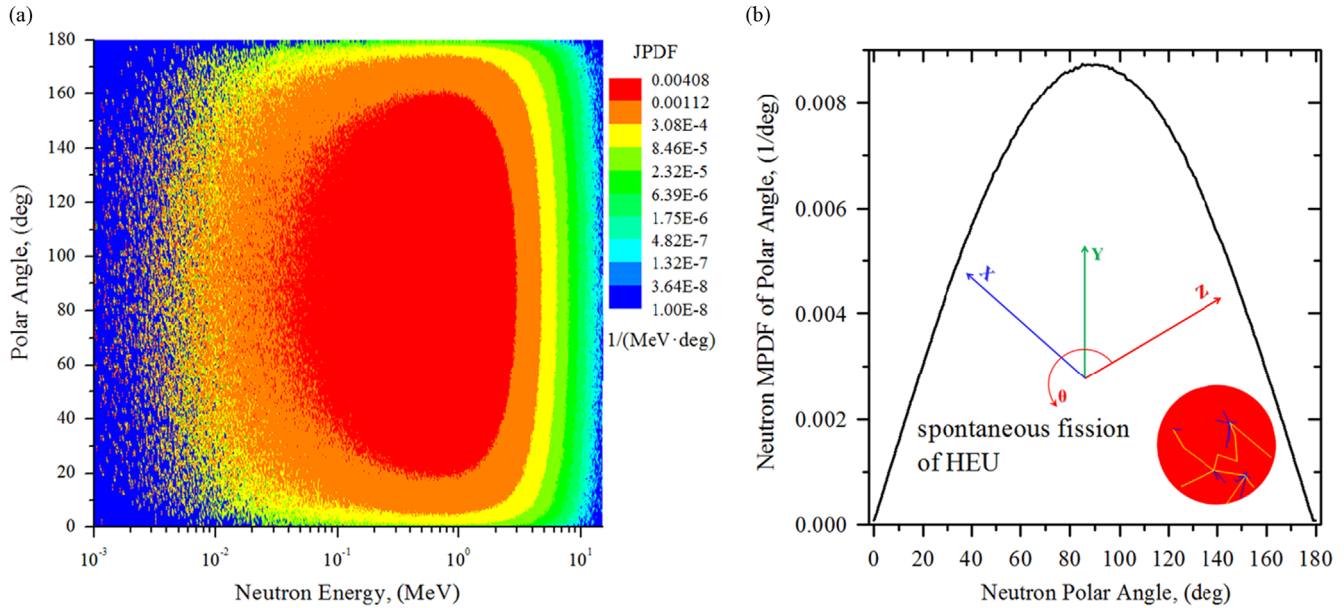 (a)
180
160
140
120
100
80
60
40
20
0
Polar Angle, (deg)
10-3
10-2
10-1
100
101
Neutron Energy, (MeV)
JPDF
0.00408
0.00112
3.08E-4
8.46E-5
2.32E-5
6.39E-6
1.75E-6
4.82E-7
1.32E-7
3.64E-8
1.00E-8
1/(MeV·deg)
(b)
0.008
0.006
0.004
0.002
0.000
Neutron MPDF of Polar Angle, (1/deg)
X
Y
Z
θ
spontaneous fission
of HEU
0 20 40 60 80 100 120 140 160 180
Neutron Polar Angle, (deg)